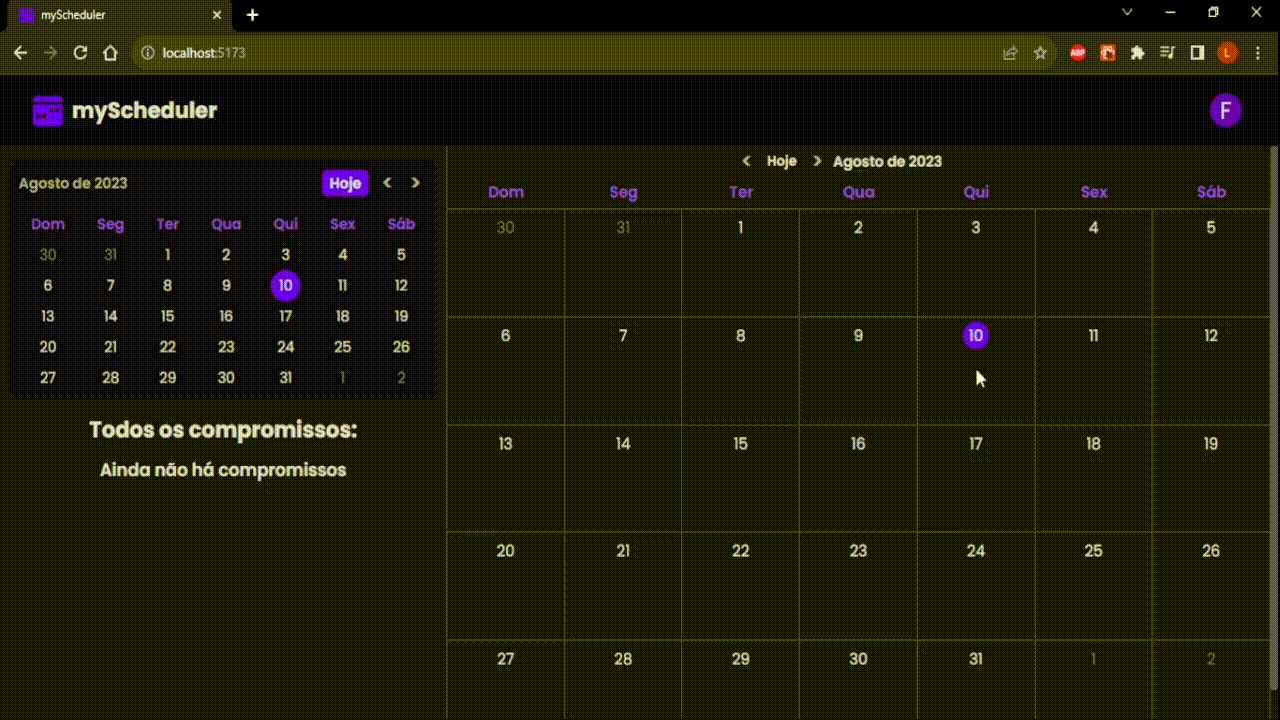 myScheduler
localhost:5173
ABP
L
myScheduler
F
Agosto de 2023
Hoje
Dom Seg Ter Qua Qui Sex Sáb
30 31 1 2 3 4 5
6 7 8 9 10 11 12
13 14 15 16 17 18 19
20 21 22 23 24 25 26
27 28 29 30 31 1 2
Todos os compromissos:
Ainda não há compromissos
Hoje Agosto de 2023
Dom Seg Ter Qua Qui Sex Sáb
30 31 1 2 3 4 5
6 7 8 9 10 11 12
13 14 15 16 17 18 19
20 21 22 23 24 25 26
27 28 29 30 31 1 2